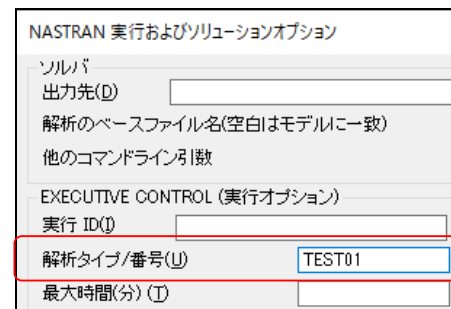 NASTRAN 実行およびソリューションオプション
ソルバ
出力先(D)
解析のベースファイル名(空白はモデルに一致)
他のコマンドライン引数
EXECUTIVE CONTROL (実行オプション)
実行 ID(I)
解析タイプ/番号(U) TEST01
最大時間(分) (T)